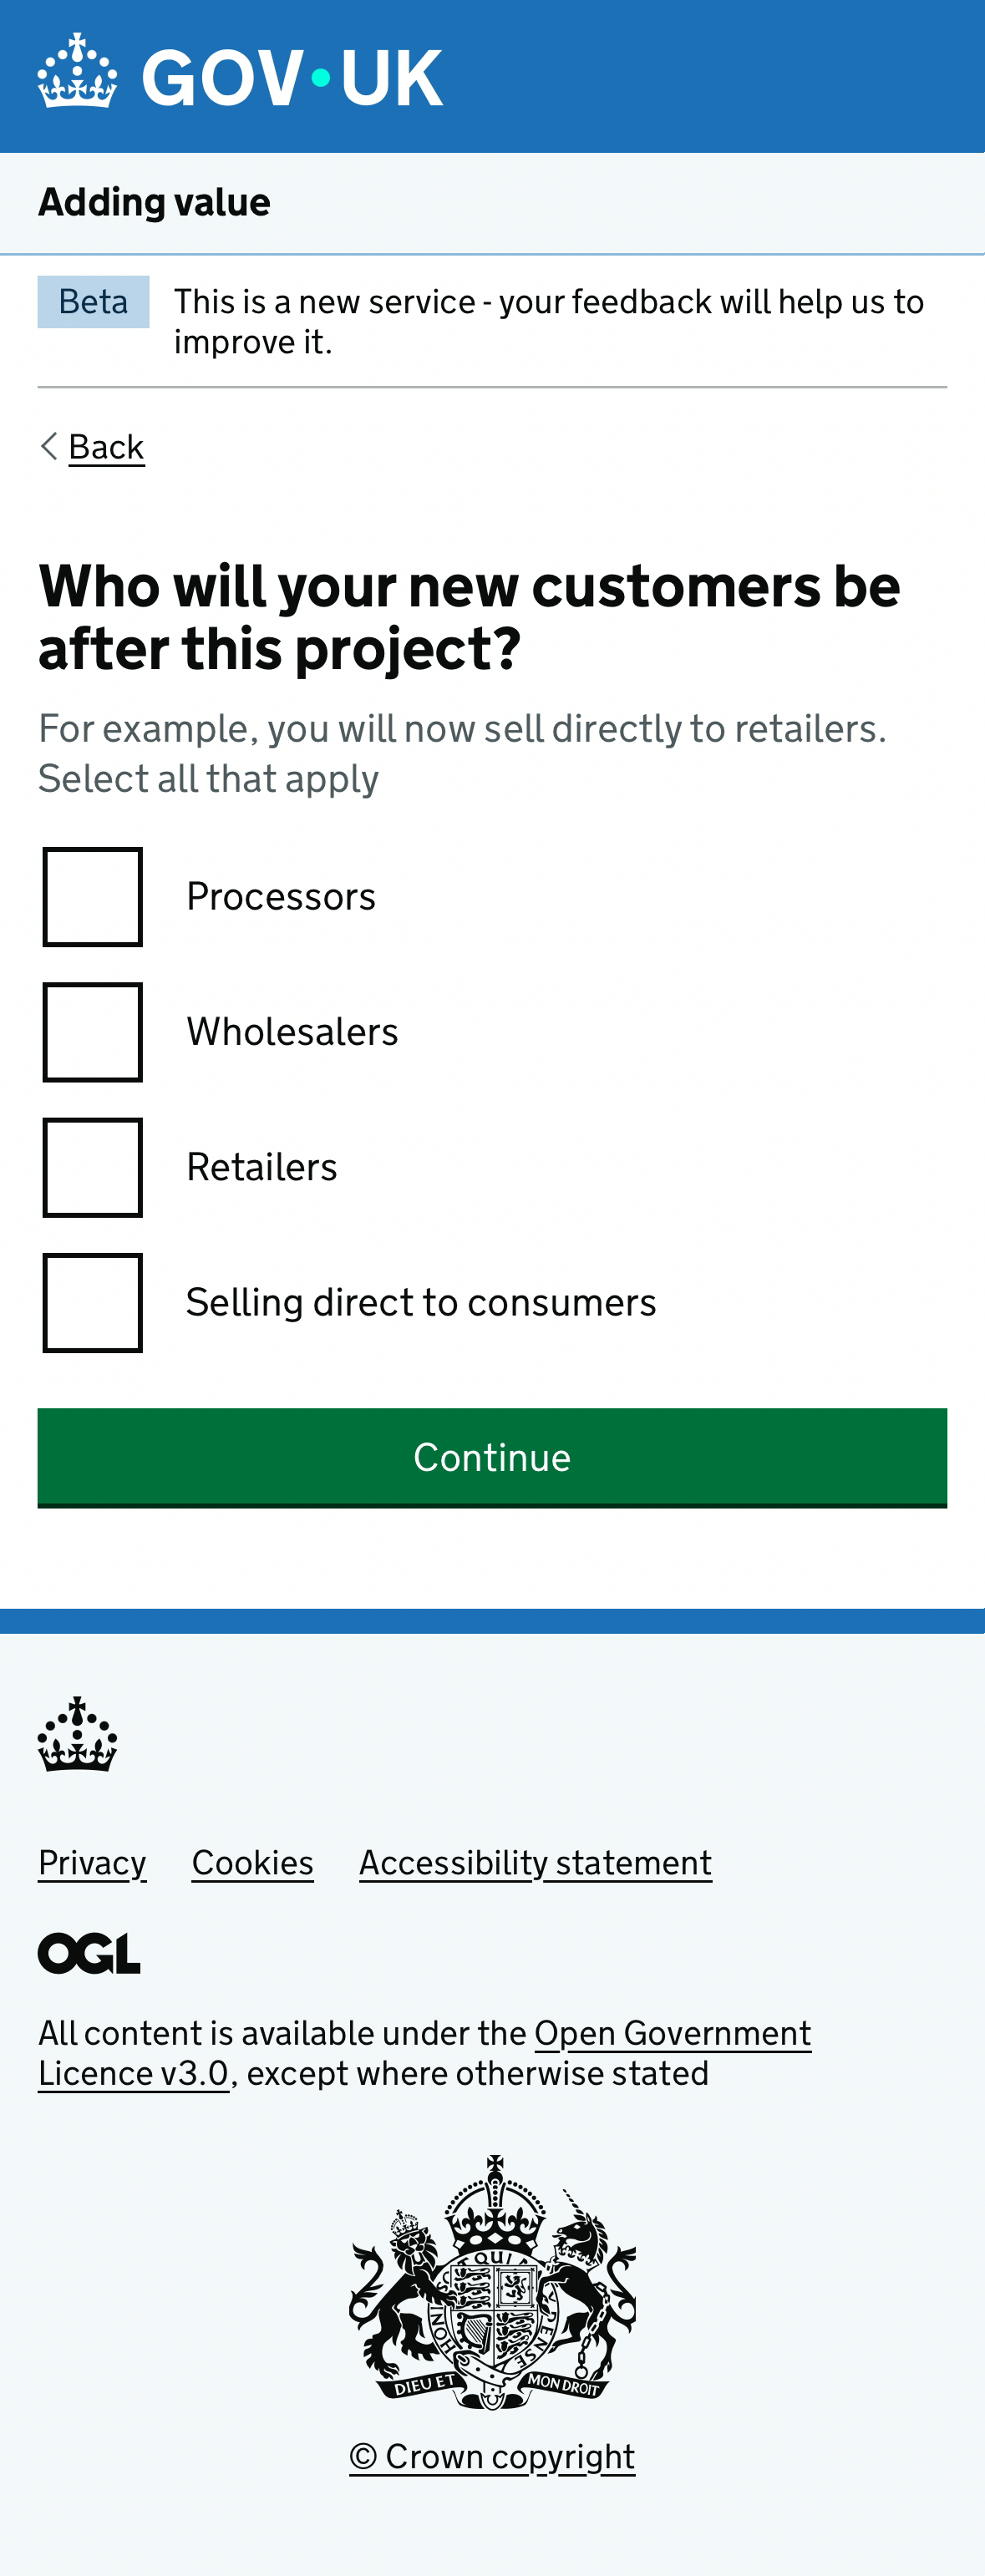 GOV·UK
Adding value
Beta
This is a new service - your feedback will help us to
improve it.
Back
Who will your new customers be
after this project?
For example, you will now sell directly to retailers.
Select all that apply
Processors
Wholesalers
Retailers
Selling direct to consumers
Continue
Privacy Cookies Accessibility statement
OGL
All content is available under the Open Government
Licence v3.0, except where otherwise stated
DIEU ET MON DROIT
© Crown copyright